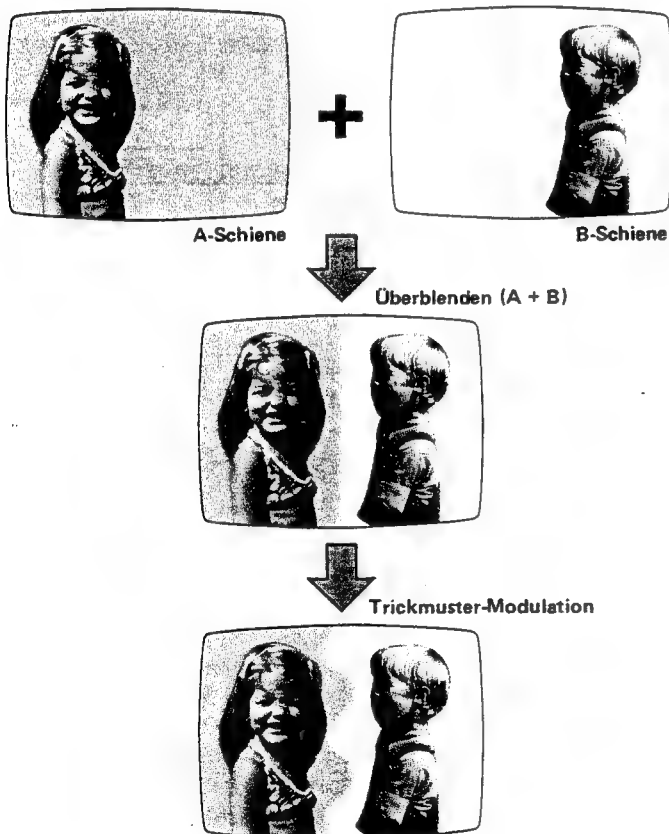 A-Schiene
B-Schiene
Überblenden (A + B)
Trickmuster-Modulation